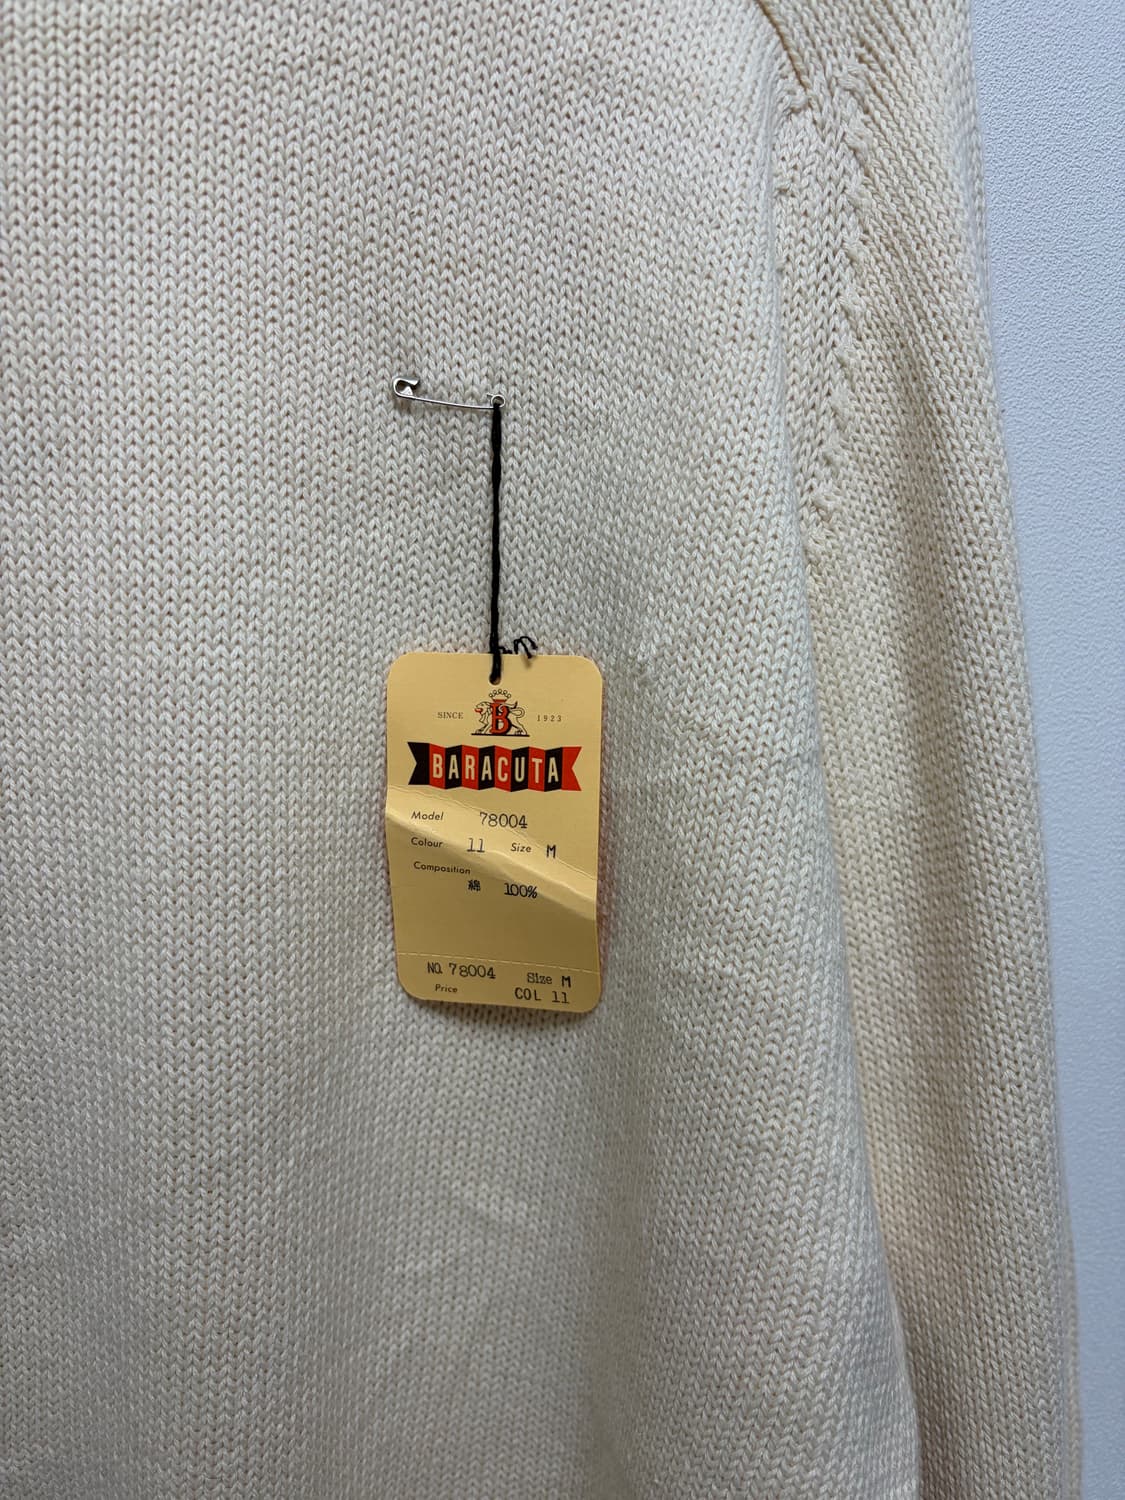 SINCE B 1923
BARACUTA
Model 78004
Colour 11 Size M
Composition
綿 100%
NO. 78004 Size M
Price COL 11